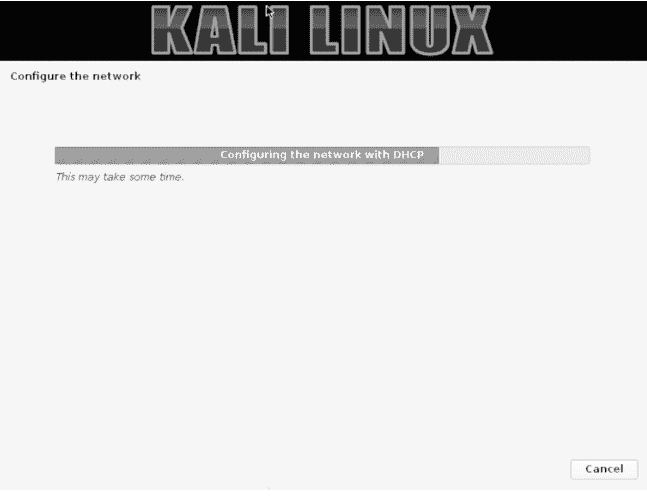 KALI LINUX
Configure the network
Configuring the network with DHCP
This may take some time.
Cancel